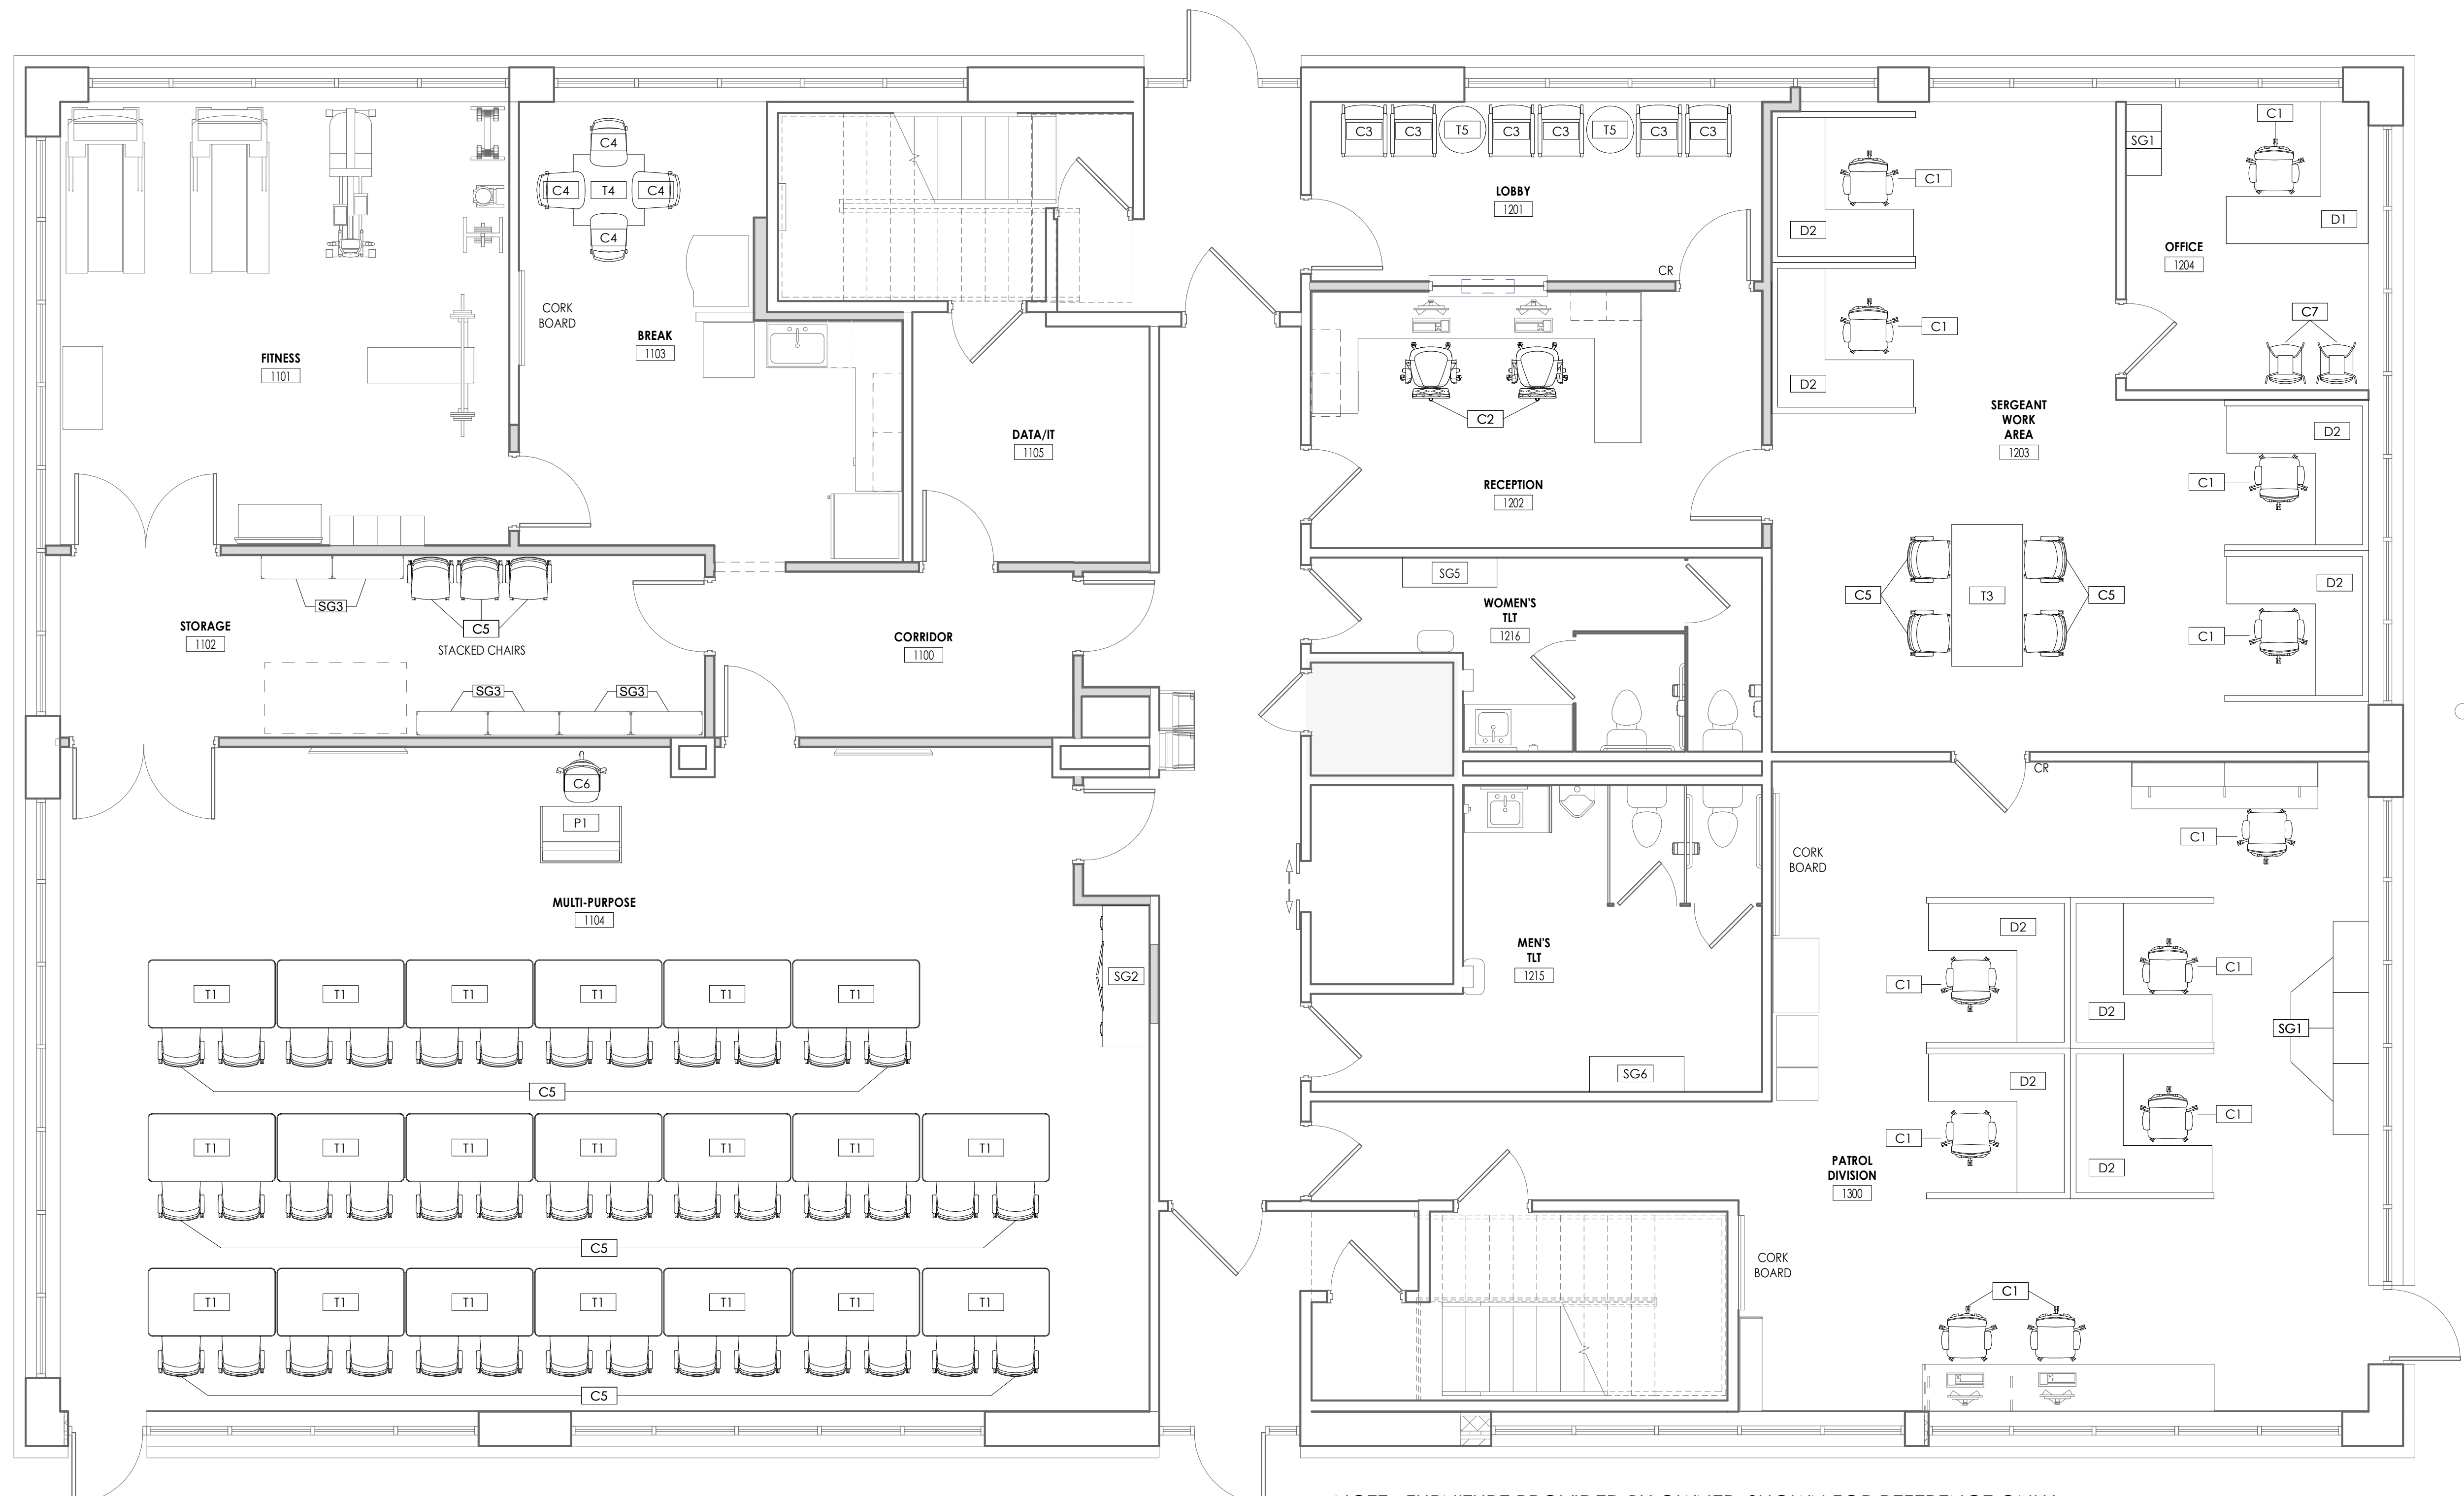 C3
C3
T5
C3
C3
T5
C3
C3
C1
SG1
C4
C4
T4
C4
C4
LOBBY
1201
C1
D2
D1
OFFICE
1204
CR
CORK
BOARD
BREAK
1103
FITNESS
1101
C1
D2
C7
C2
SERGEANT
WORK
AREA
1203
D2
C1
DATA/IT
1105
RECEPTION
1202
SG5
WOMEN'S
TLT
1216
SG3
C5
STACKED CHAIRS
STORAGE
1102
CORRIDOR
1100
C5
T3
C5
D2
C1
SG3
SG3
C6
P1
CR
C1
CORK
BOARD
MULTI-PURPOSE
1104
MEN'S
TLT
1215
SG2
D2
C1
C1
D2
SG1
T1
T1
T1
T1
T1
T1
C5
SG6
D2
C1
C1
D2
T1
T1
T1
T1
T1
T1
T1
C5
PATROL
DIVISION
1300
CORK
BOARD
C1
T1
T1
T1
T1
T1
T1
T1
C5